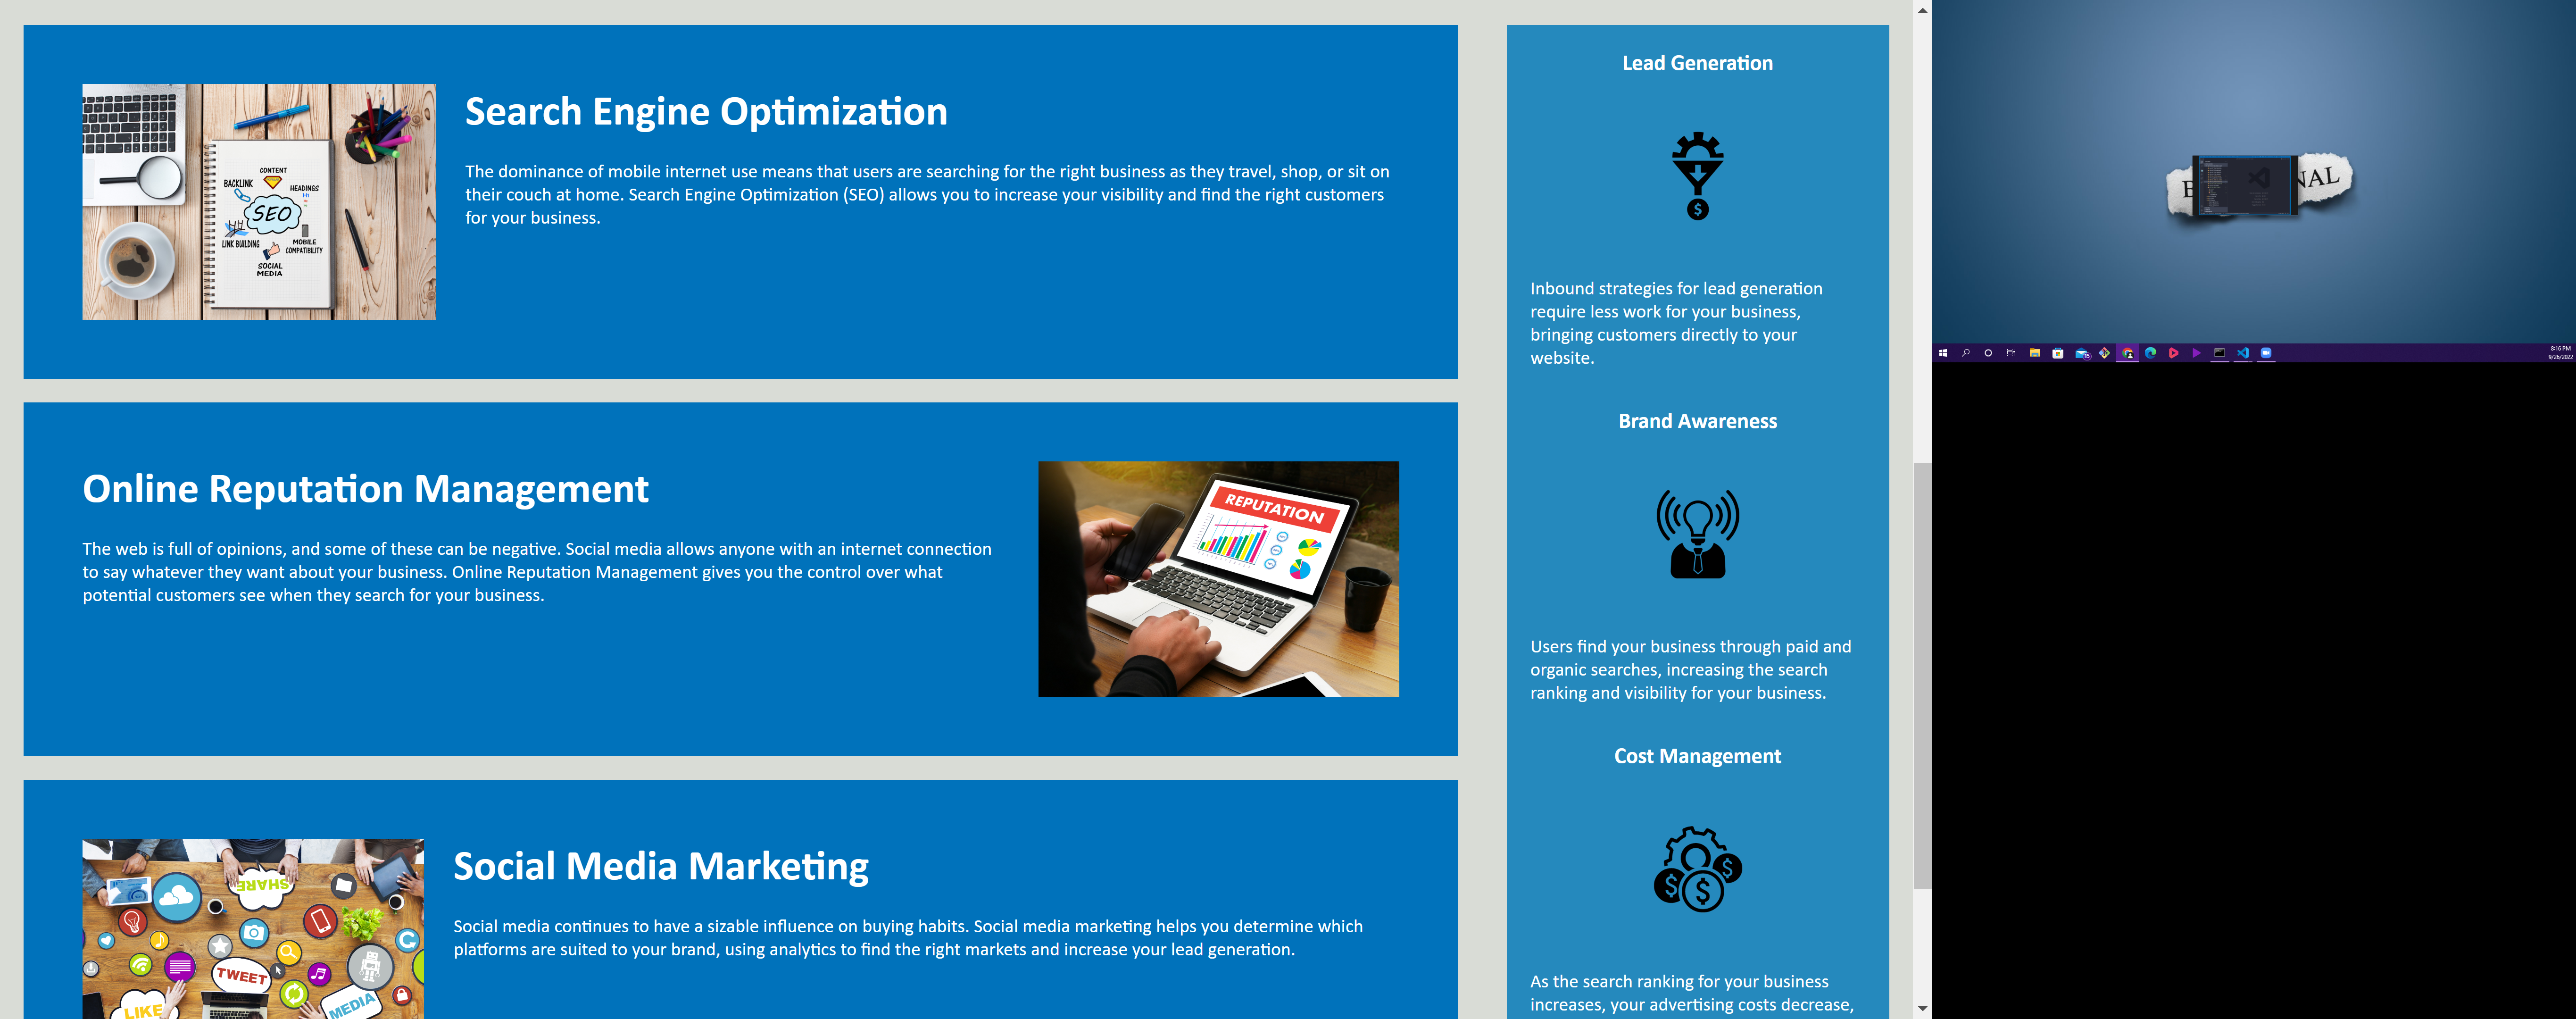 Search Engine Optimization
The dominance of mobile internet use means that users are searching for the right business as they travel, shop, or sit on
their couch at home. Search Engine Optimization (SEO) allows you to increase your visibility and find the right customers
for your business.
CONTENT
BACKLINK
HEADINGS
SEO
LINK BUILDING
MOBILE
COMPATIBILITY
SOCIAL
MEDIA
Online Reputation Management
The web is full of opinions, and some of these can be negative. Social media allows anyone with an internet connection
to say whatever they want about your business. Online Reputation Management gives you the control over what
potential customers see when they search for your business.
REPUTATION
Social Media Marketing
Social media continues to have a sizable influence on buying habits. Social media marketing helps you determine which
platforms are suited to your brand, using analytics to find the right markets and increase your lead generation.
SHARE
TWEET
LIKE
MEDIA
Lead Generation
$
Inbound strategies for lead generation
require less work for your business,
bringing customers directly to your
website.
Brand Awareness
Users find your business through paid and
organic searches, increasing the search
ranking and visibility for your business.
Cost Management
$
$
$
As the search ranking for your business
increases, your advertising costs decrease,
NAL
8:16 PM
9/26/2022